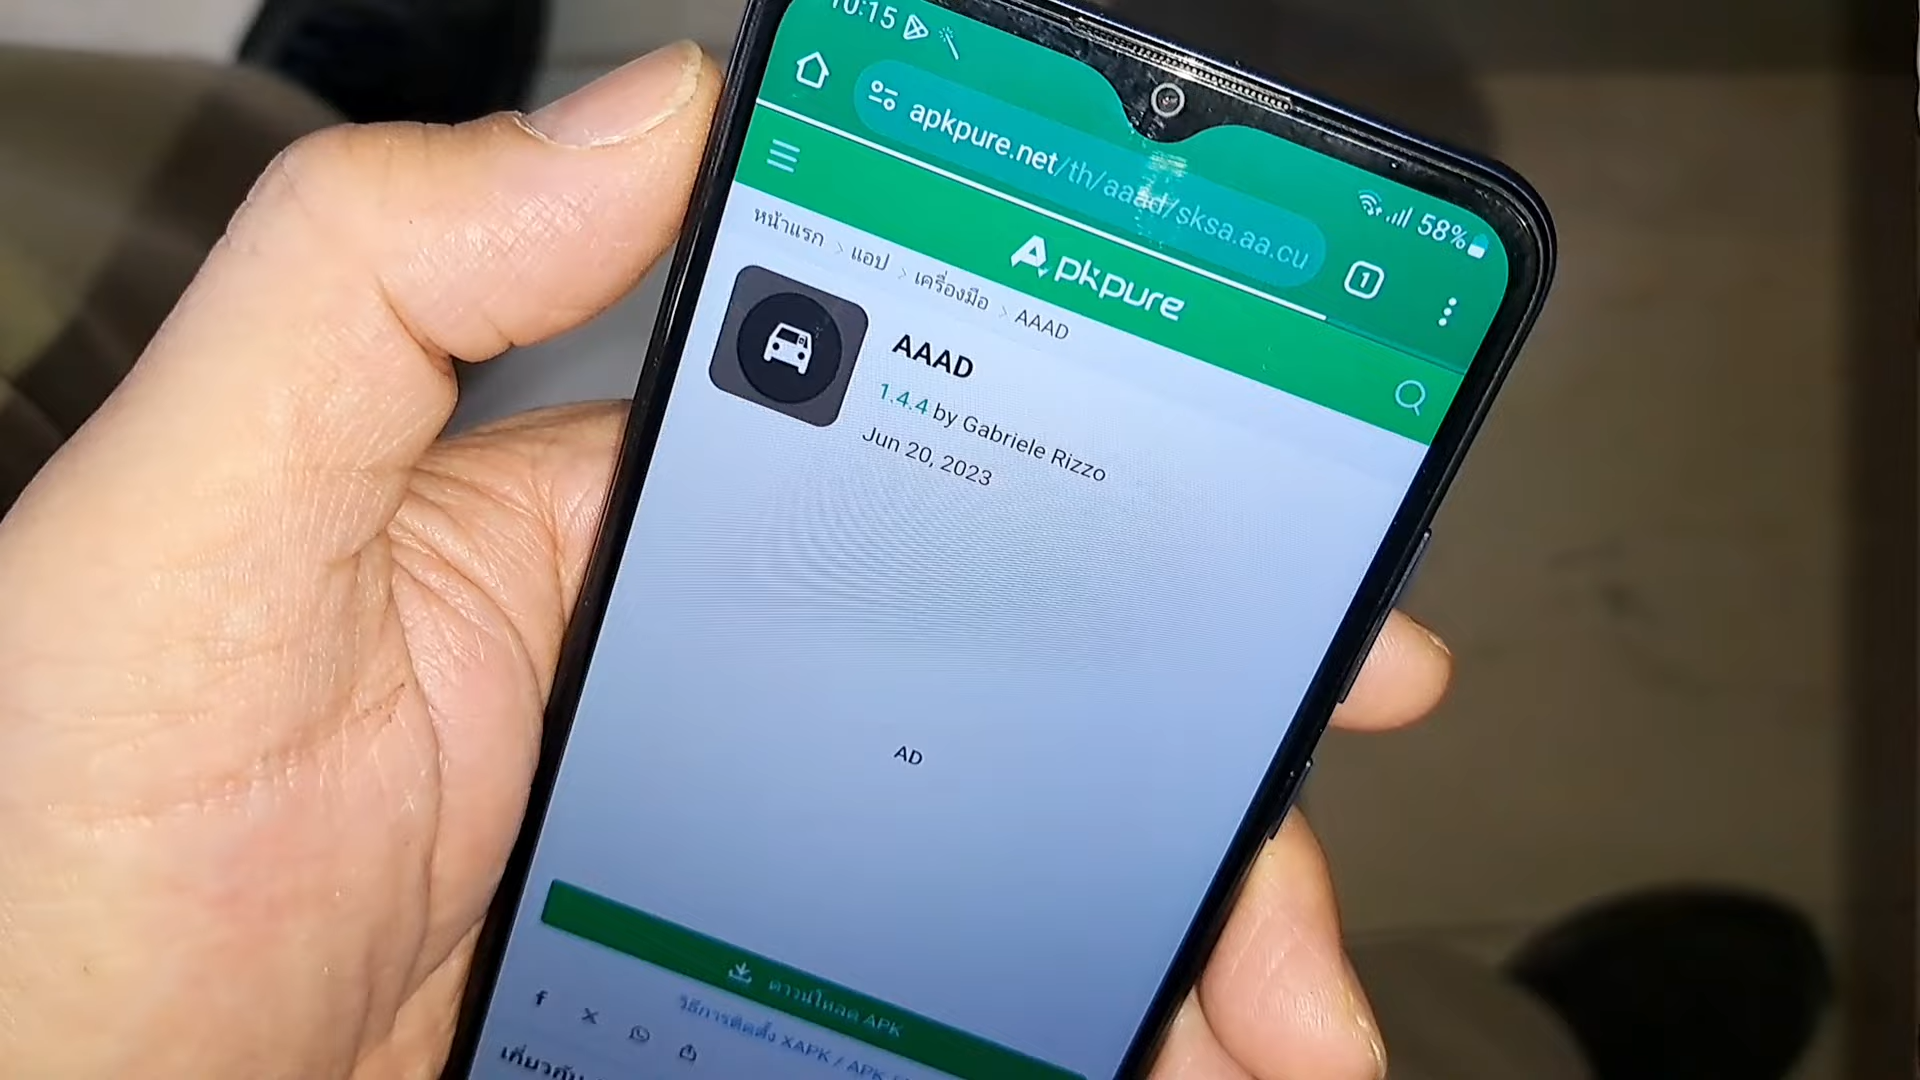 10:15
58%
apkpure.net/th/aaad/sksa.aa.cu
1
Apkpure
หน้าแรก > แอป > เครื่องมือ > AAAD
AAAD
1.4.4 by Gabriele Rizzo
Jun 20, 2023
AD
ดาวน์โหลด APK
วิธีการติดตั้ง XAPK / APK
เกี่ยวกับ